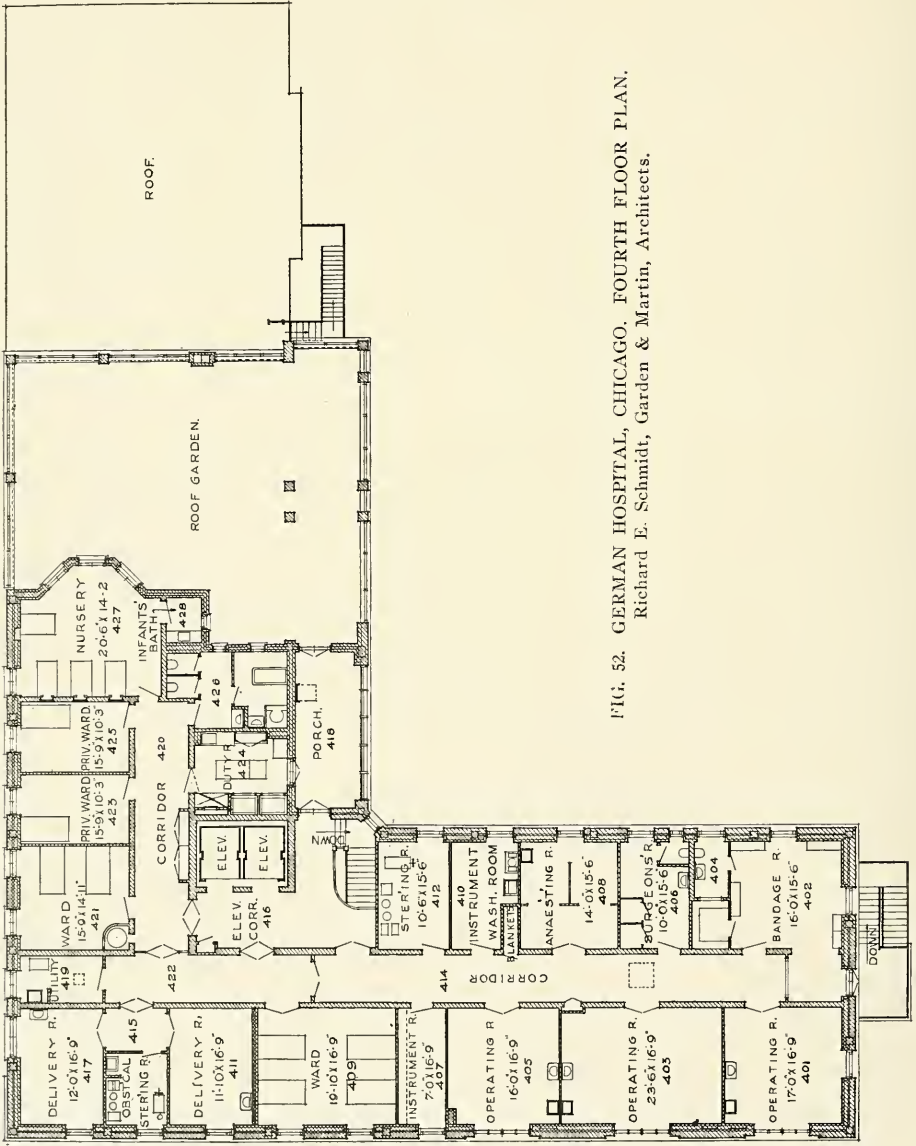 ROOF.
ROOF GARDEN.
NURSERY
20'6"X14-2
427
INFANTS'
BATH
428
PRIV. WARD.
15'9"X10'3"
425
PRIV. WARD
15'9"X10'3"
423
WARD
15'9"X14'11"
421
CORRIDOR
420
426
DUTY R.
424
PORCH.
418
ELEV.
ELEV.
ELEV.
CORR.
416
DOWN
UTILITY
419
422
DELIVERY R.
12'0"X16'9"
417
415
OBSTICAL
STER'ING R.
DELIVERY R.
11'10"X16'9"
411
WARD
19'10"X16'9"
409
INSTRUMENT R.
7'0"X16'9"
407
STER'ING R.
10'6"X15'6"
412
410
INSTRUMENT
WASH. ROOM
BLANKETS
ANAESTING R.
14'0"X15'6"
408
CORRIDOR
414
SURGEON'S R.
10'0"X15'6"
406
404
BANDAGE R.
16'0"X15'6"
402
OPERATING R
16'0"X16'9"
405
OPERATING R.
23'6"X16'9"
403
OPERATING R.
17'0"X16'9"
401
DOWN
FIG. 52. GERMAN HOSPITAL, CHICAGO. FOURTH FLOOR PLAN.
Richard E. Schmidt, Garden & Martin, Architects.